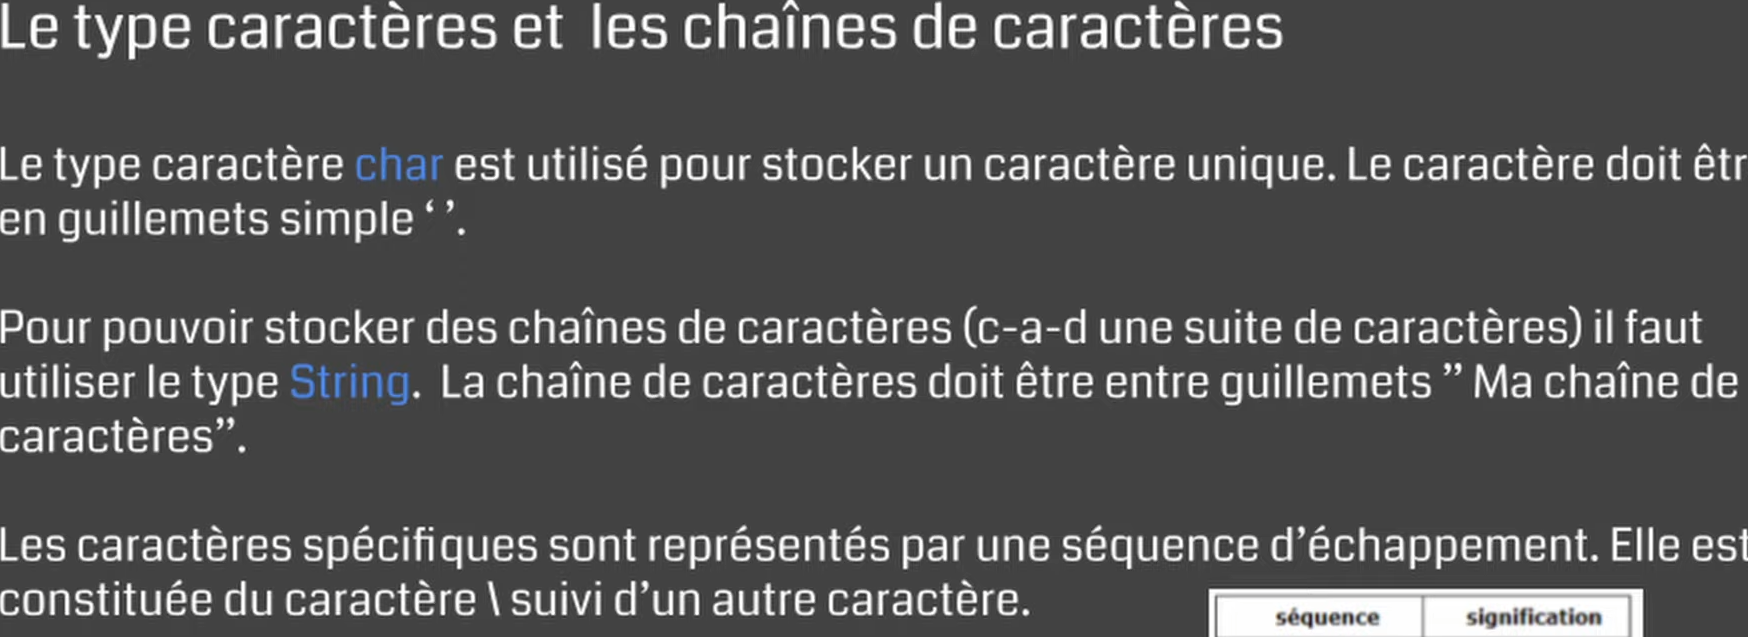 Le type caractères et les chaînes de caractères
Le type caractère char est utilisé pour stocker un caractère unique. Le caractère doit êtr
en guillemets simple ‘ ’.
Pour pouvoir stocker des chaînes de caractères (c-a-d une suite de caractères) il faut
utiliser le type String. La chaîne de caractères doit être entre guillemets ” Ma chaîne de
caractères”.
Les caractères spécifiques sont représentés par une séquence d’échappement. Elle est
constituée du caractère \ suivi d’un autre caractère.
séquence signification